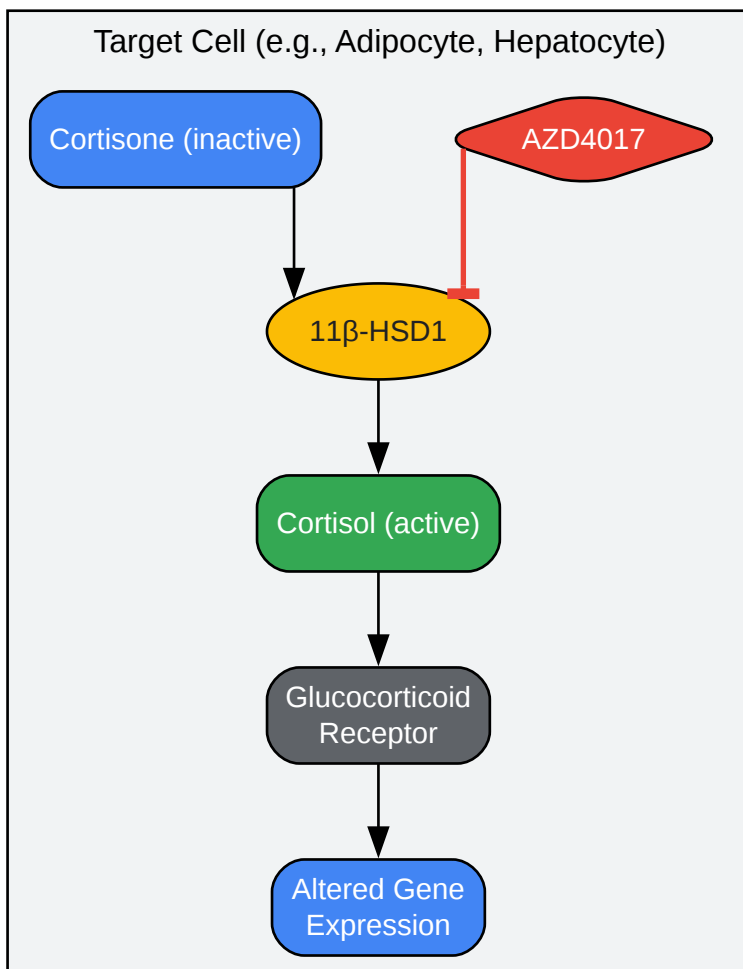 Target Cell (e.g., Adipocyte, Hepatocyte)
Cortisone (inactive)
AZD4017
11β-HSD1
Cortisol (active)
Glucocorticoid
Receptor
Altered Gene
Expression